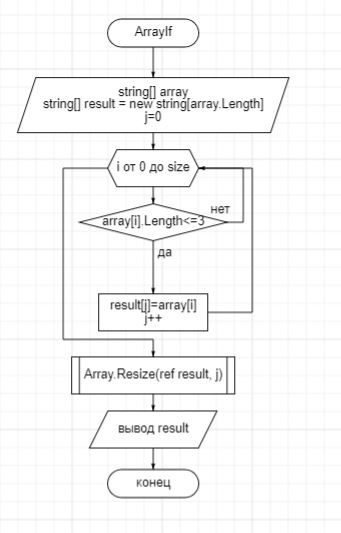 ArrayIf
string[] array
string[] result = new string[array.Length]
j=0
i от 0 до size
нет
array[i].Length<=3
да
result[j]=array[i]
j++
Array.Resize(ref result, j)
вывод result
конец